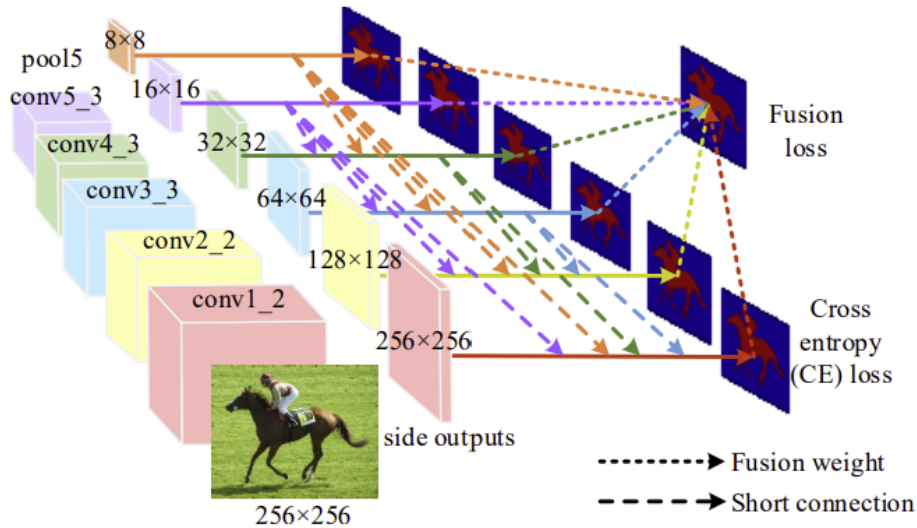 8×8
pool5
16×16
conv5_3
32×32
conv4_3
64×64
conv3_3
128×128
conv2_2
256×256
conv1_2
side outputs
256×256
Fusion
loss
Cross
entropy
(CE) loss
Fusion weight
Short connection